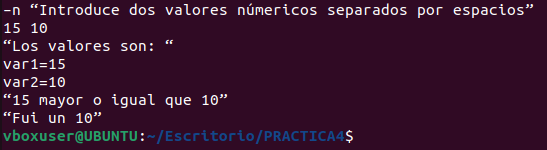 –n “Introduce dos valores númericos separados por espacios”
15 10
“Los valores son: “
var1=15
var2=10
“15 mayor o igual que 10”
“Fui un 10”
vboxuser@UBUNTU:~/Escritorio/PRACTICA4$